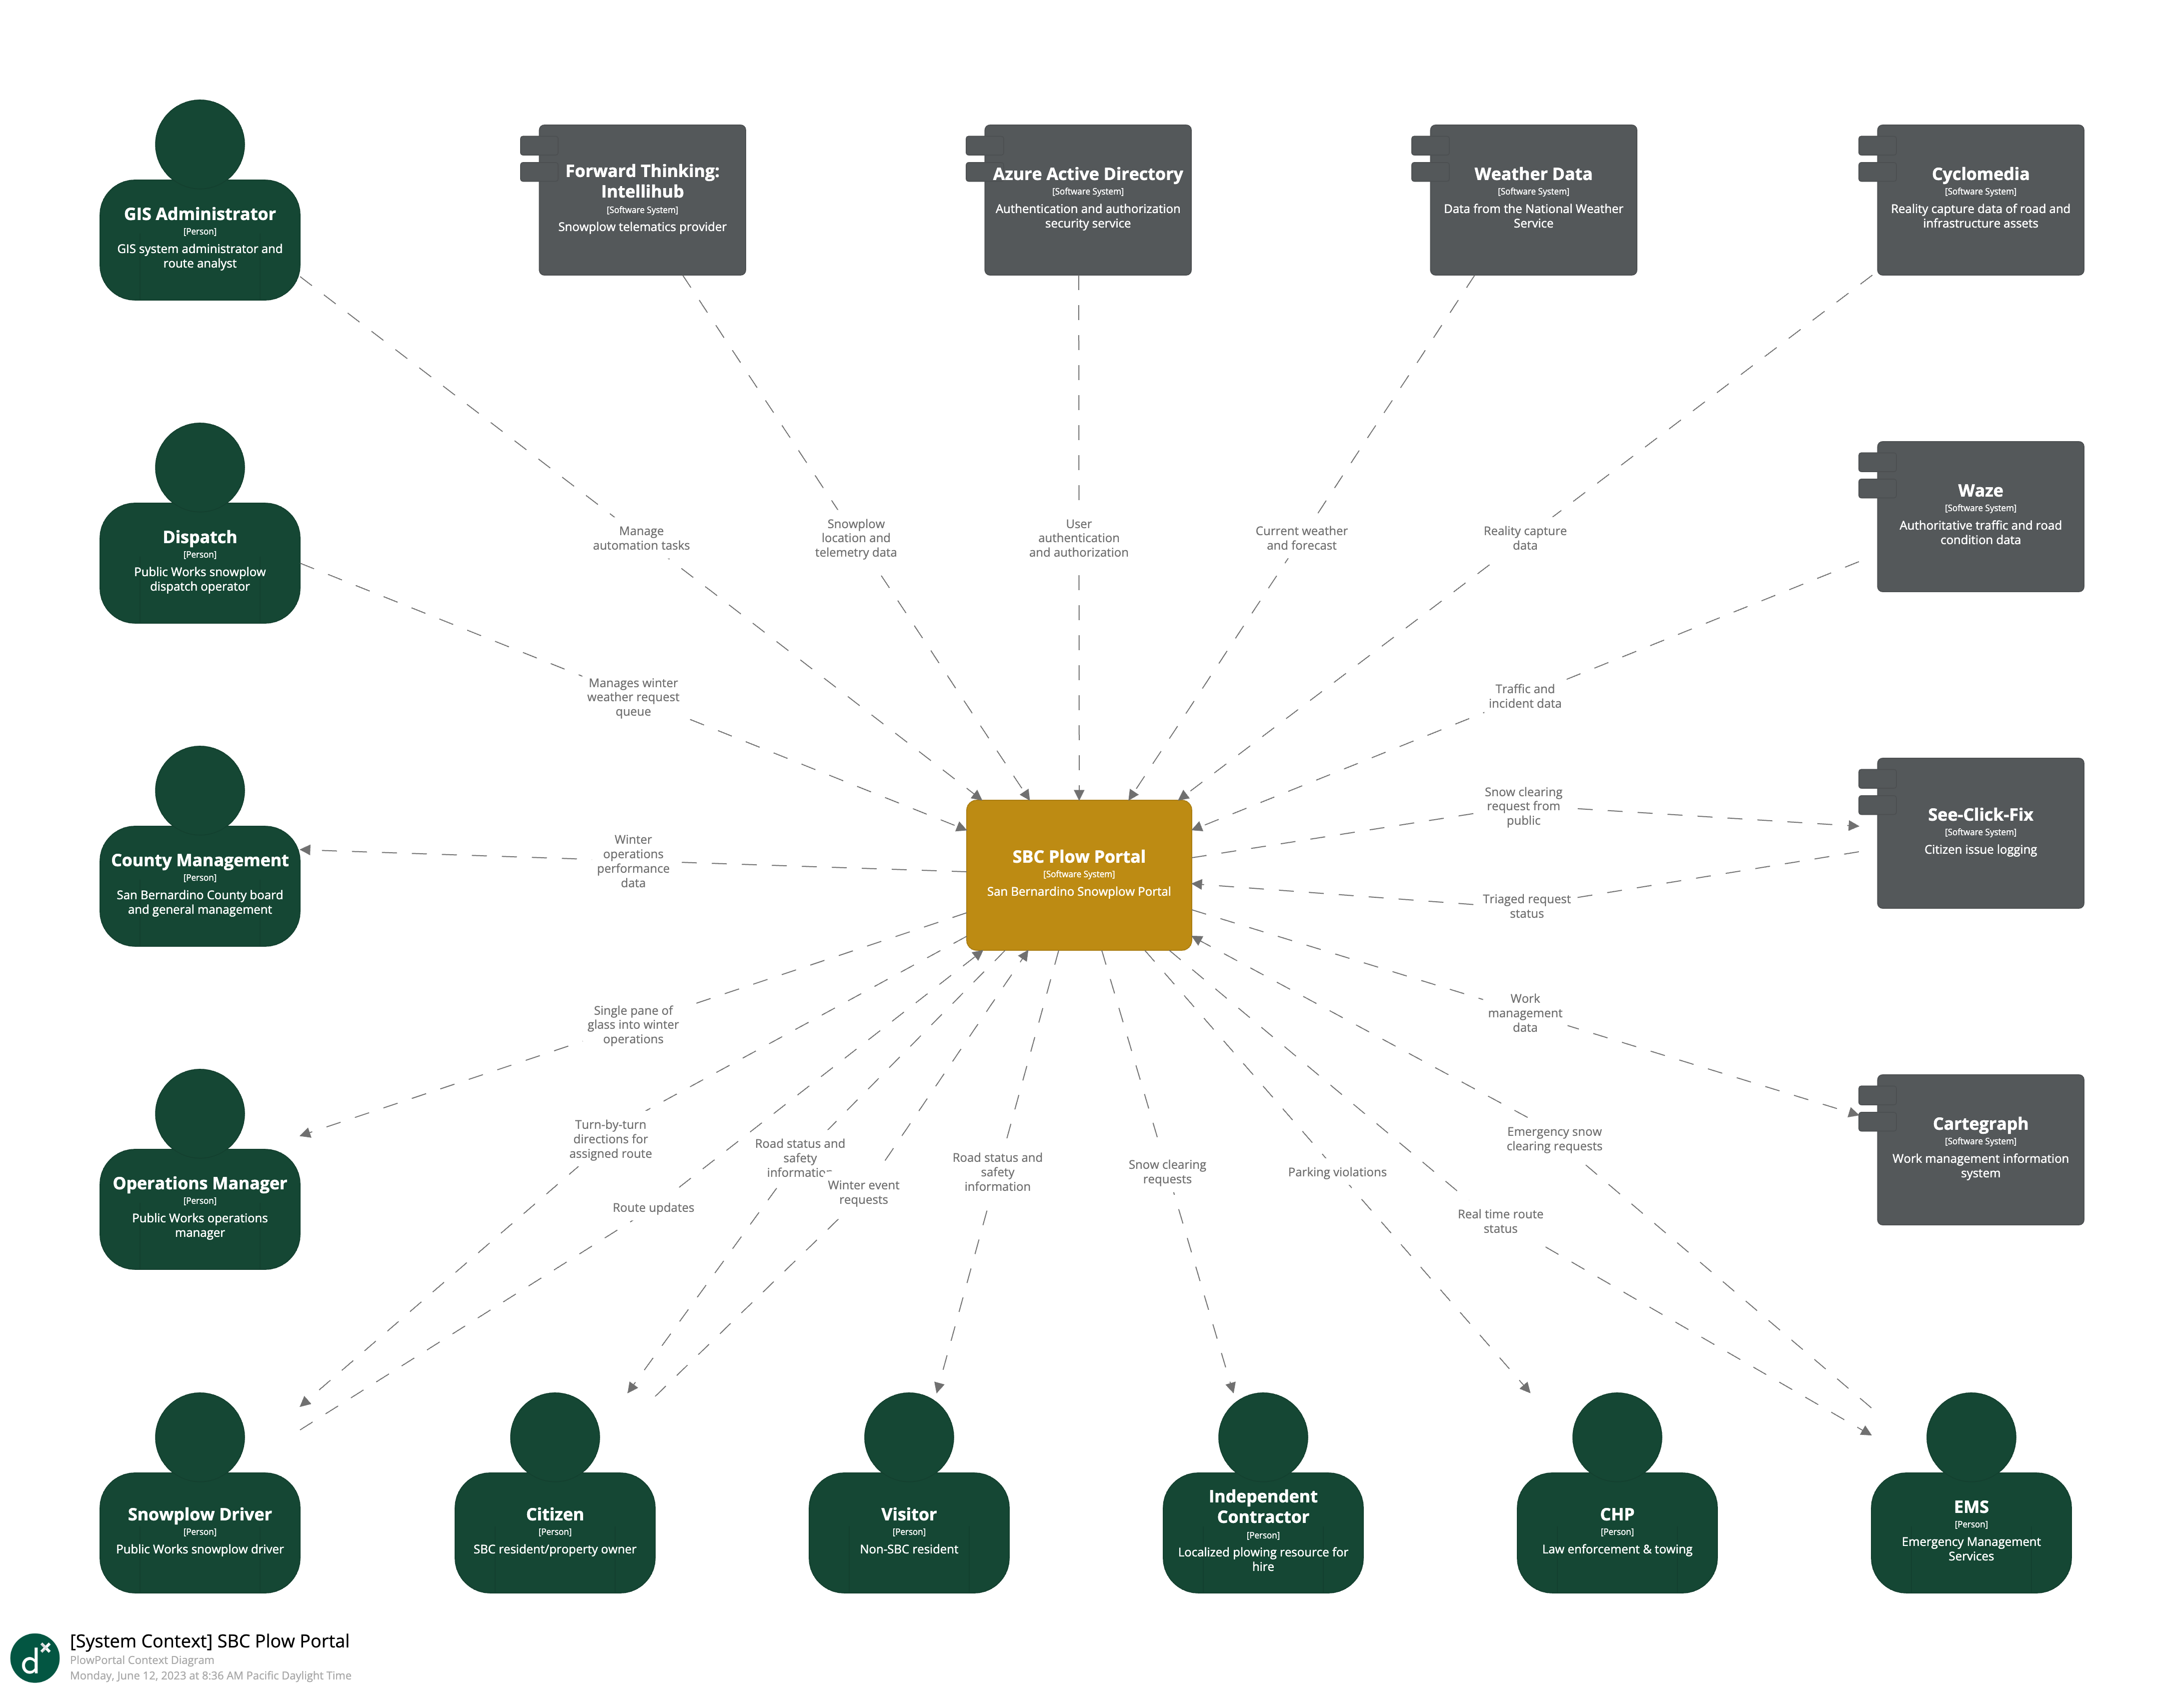 GIS Administrator
[Person]
GIS system administrator and
route analyst
Forward Thinking:
Intellihub
[Software System]
Snowplow telematics provider
Azure Active Directory
[Software System]
Authentication and authorization
security service
Weather Data
[Software System]
Data from the National Weather
Service
Cyclomedia
[Software System]
Reality capture data of road and
infrastructure assets
Dispatch
[Person]
Public Works snowplow
dispatch operator
Manage
automation tasks
Snowplow
location and
telemetry data
User
authentication
and authorization
Current weather
and forecast
Reality capture
data
Waze
[Software System]
Authoritative traffic and road
condition data
Manages winter
weather request
queue
Traffic and
incident data
County Management
[Person]
San Bernardino County board
and general management
Winter
operations
performance
data
SBC Plow Portal
[Software System]
San Bernardino Snowplow Portal
Snow clearing
request from
public
Triaged request
status
See-Click-Fix
[Software System]
Citizen issue logging
Single pane of
glass into winter
operations
Work
management
data
Operations Manager
[Person]
Public Works operations
manager
Turn-by-turn
directions for
assigned route
Route updates
Road status and
safety
information
Winter event
requests
Road status and
safety
information
Snow clearing
requests
Parking violations
Emergency snow
clearing requests
Real time route
status
Cartegraph
[Software System]
Work management information
system
Snowplow Driver
[Person]
Public Works snowplow driver
Citizen
[Person]
SBC resident/property owner
Visitor
[Person]
Non-SBC resident
Independent
Contractor
[Person]
Localized plowing resource for
hire
CHP
[Person]
Law enforcement & towing
EMS
[Person]
Emergency Management
Services
dx
[System Context] SBC Plow Portal
PlowPortal Context Diagram
Monday, June 12, 2023 at 8:36 AM Pacific Daylight Time